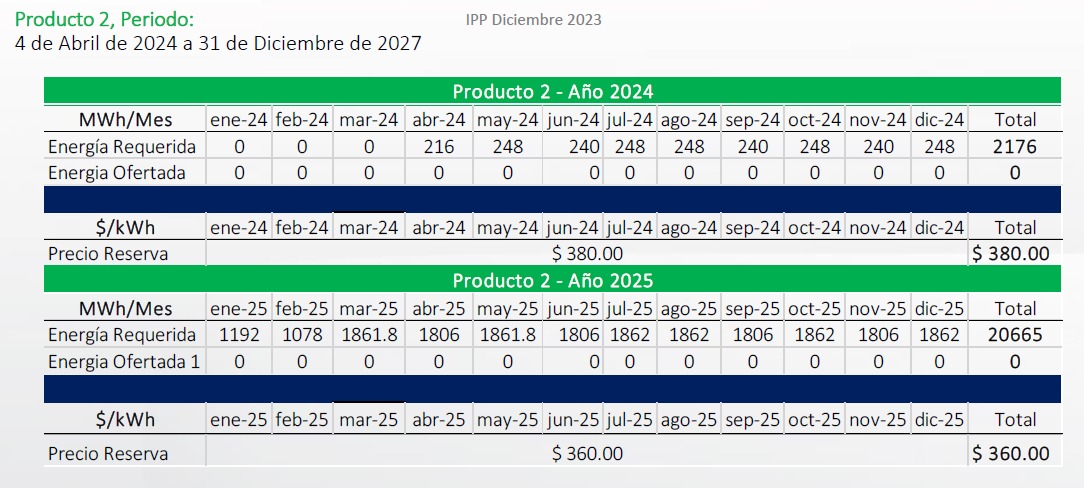 Producto 2, Periodo:
IPP Diciembre 2023
4 de Abril de 2024 a 31 de Diciembre de 2027
Producto 2 - Año 2024
MWh/Mes ene-24 feb-24 mar-24 abr-24 may-24 jun-24 jul-24 ago-24 sep-24 oct-24 nov-24 dic-24 Total
Energía Requerida 0 0 0 216 248 240 248 248 240 248 240 248 2176
Energia Ofertada 0 0 0 0 0 0 0 0 0 0 0 0 0
$/kWh ene-24 feb-24 mar-24 abr-24 may-24 jun-24 jul-24 ago-24 sep-24 oct-24 nov-24 dic-24 Total
Precio Reserva $ 380.00 $ 380.00
Producto 2 - Año 2025
MWh/Mes ene-25 feb-25 mar-25 abr-25 may-25 jun-25 jul-25 ago-25 sep-25 oct-25 nov-25 dic-25 Total
Energía Requerida 1192 1078 1861.8 1806 1861.8 1806 1862 1862 1806 1862 1806 1862 20665
Energia Ofertada 1 0 0 0 0 0 0 0 0 0 0 0 0 0
$/kWh ene-25 feb-25 mar-25 abr-25 may-25 jun-25 jul-25 ago-25 sep-25 oct-25 nov-25 dic-25 Total
Precio Reserva $ 360.00 $ 360.00